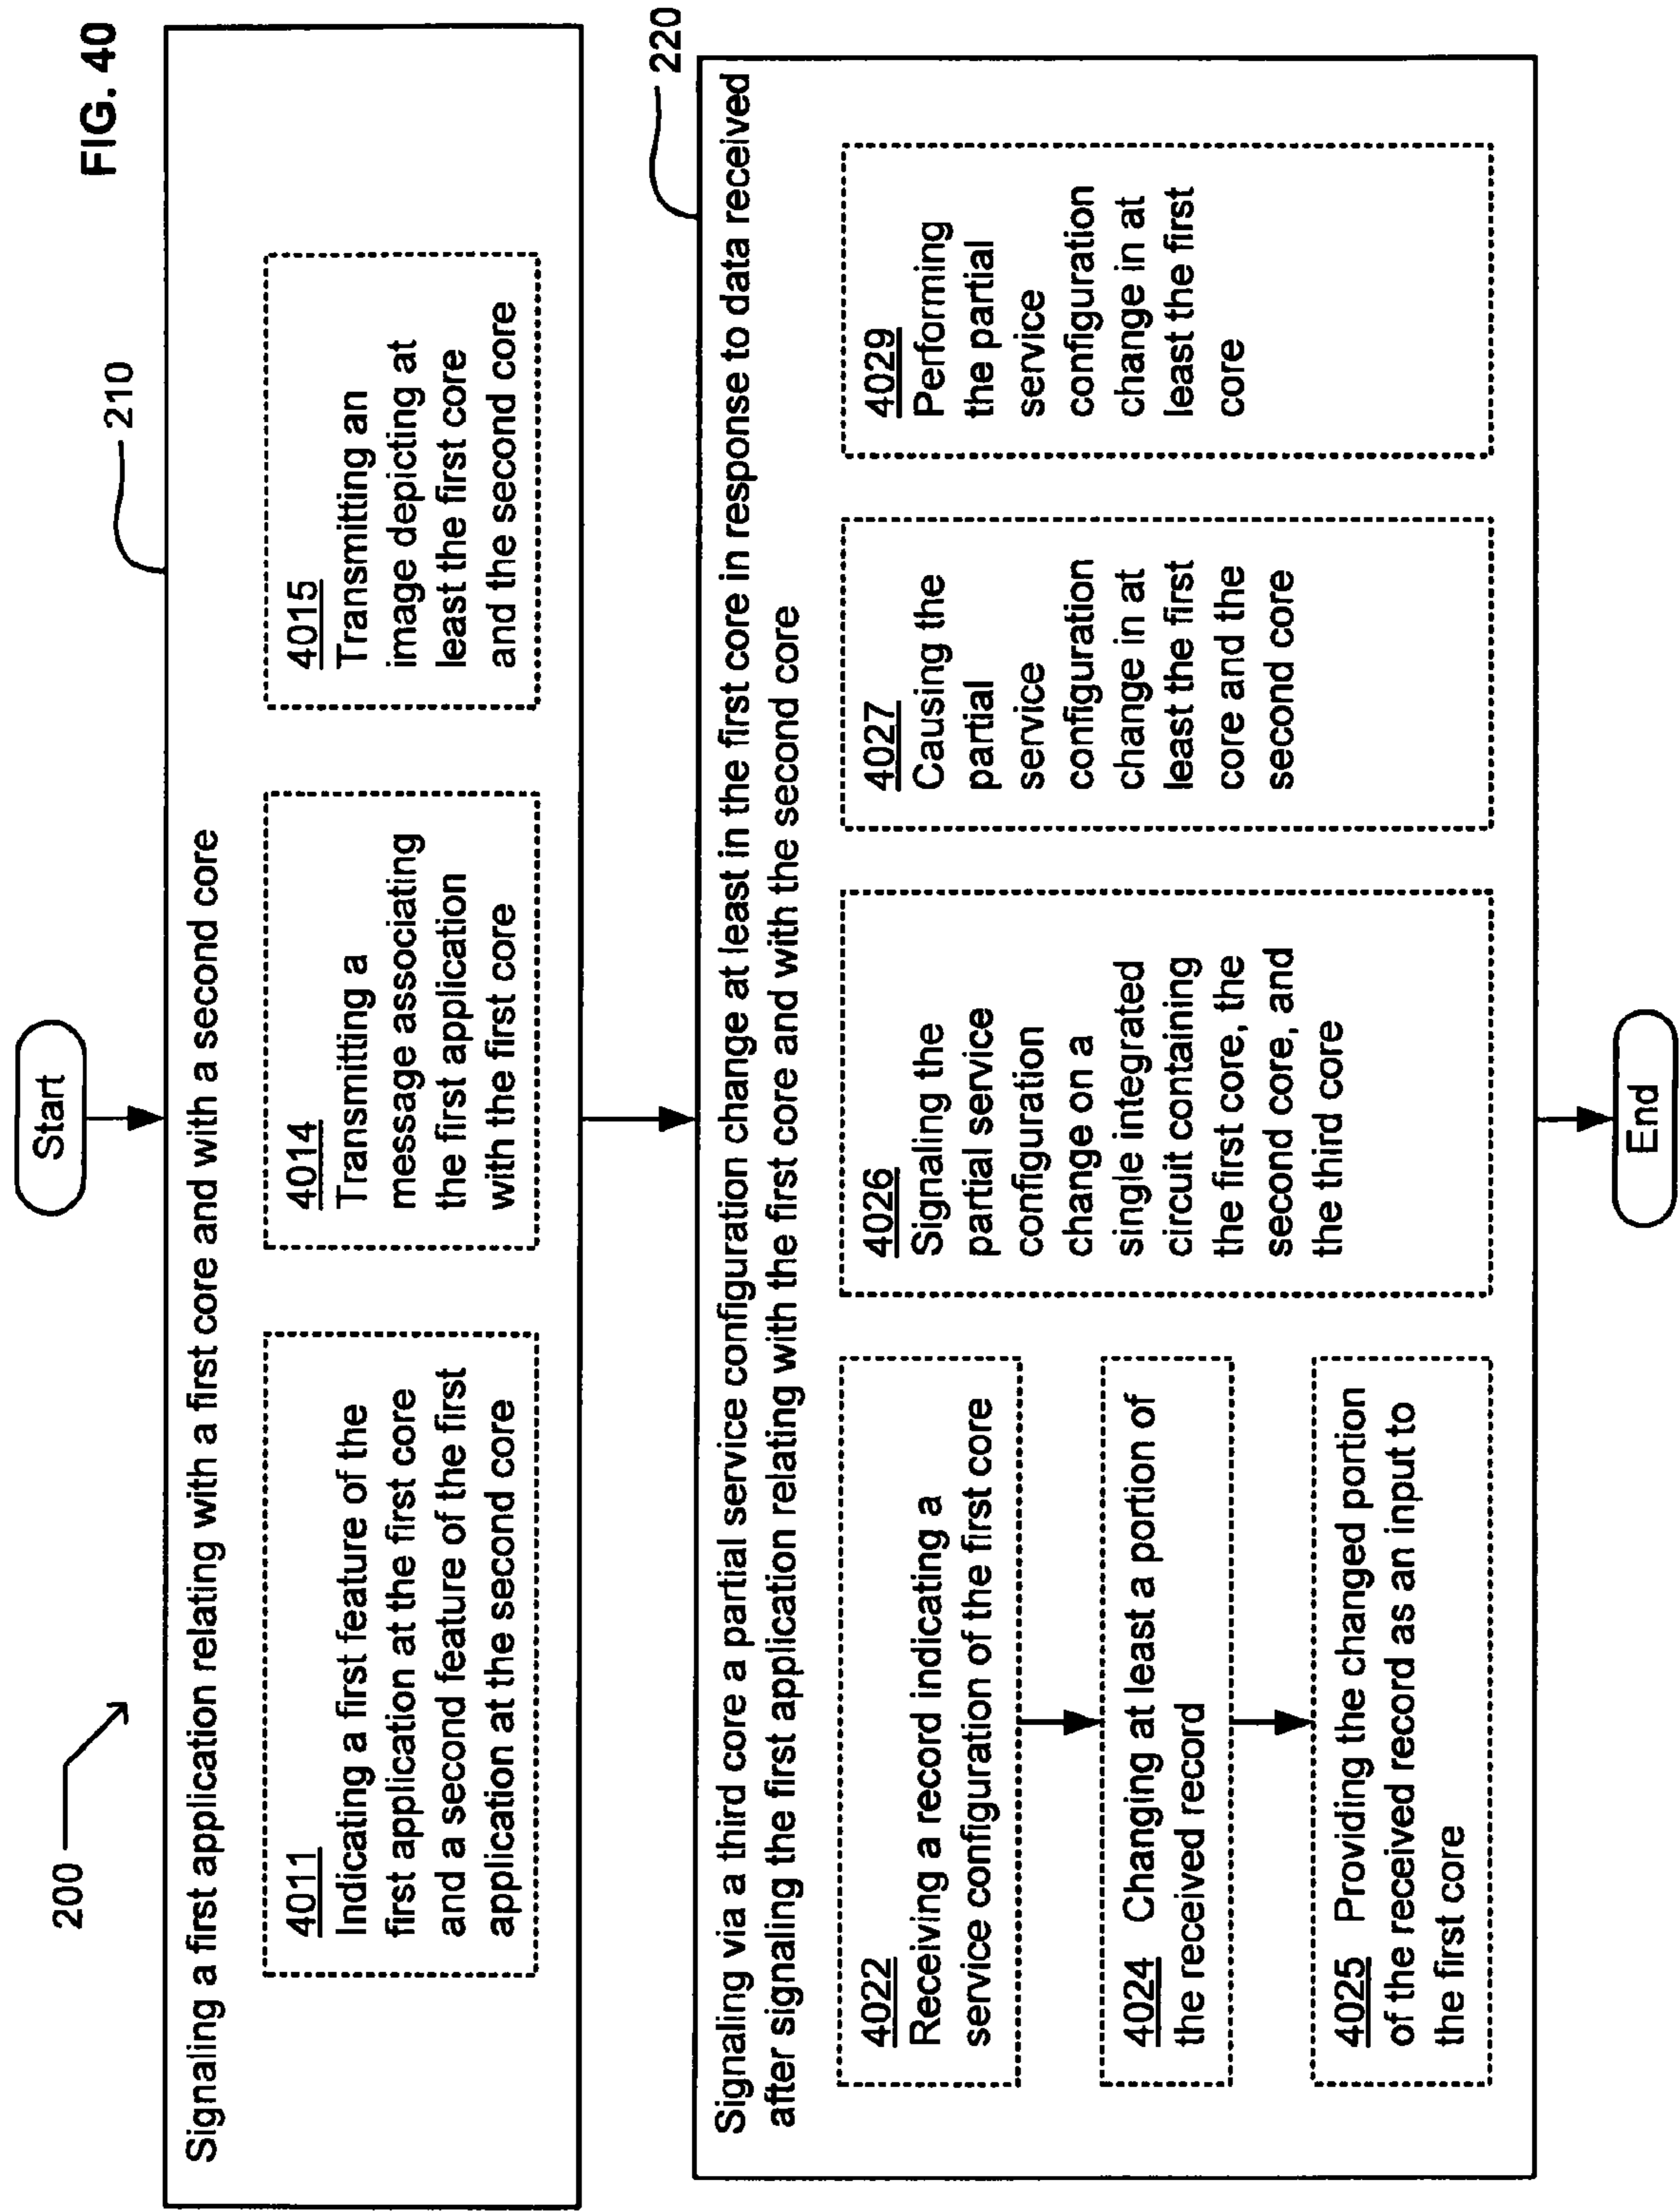 FIG. 40
200
Start
210
Signaling a first application relating with a first core and with a second core
4011
Indicating a first feature of the
first application at the first core
and a second feature of the first
application at the second core
4014
Transmitting a
message associating
the first application
with the first core
4015
Transmitting an
image depicting at
least the first core
and the second core
220
Signaling via a third core a partial service configuration change at least in the first core in response to data received
after signaling the first application relating with the first core and with the second core
4022
Receiving a record indicating a
service configuration of the first core
4024 Changing at least a portion of
the received record
4025 Providing the changed portion
of the received record as an input to
the first core
4026
Signaling the
partial service
configuration
change on a
single integrated
circuit containing
the first core, the
second core, and
the third core
4027
Causing the
partial
service
configuration
change in at
least the first
core and the
second core
4029
Performing
the partial
service
configuration
change in at
least the first
core
End